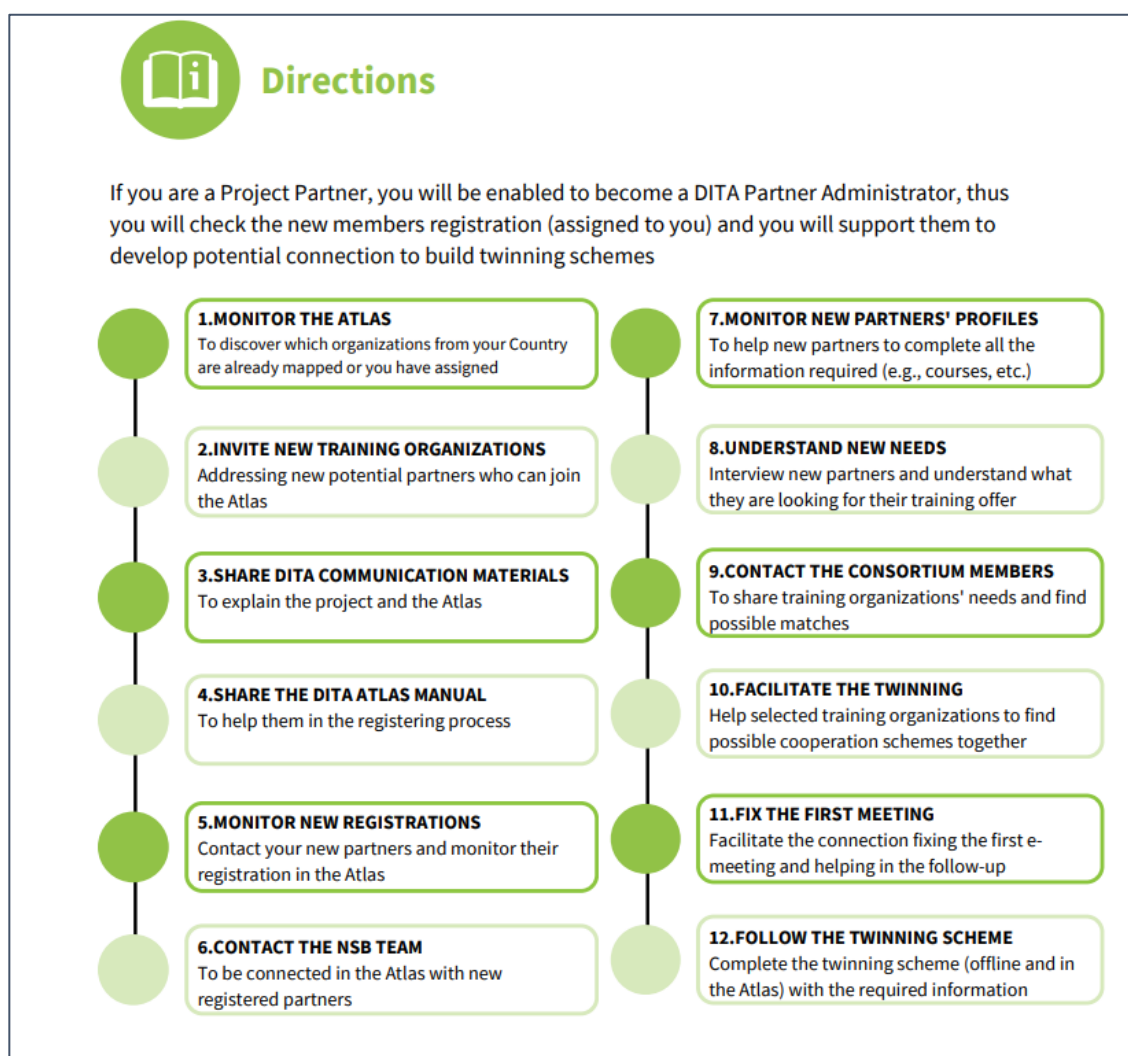 i
Directions
If you are a Project Partner, you will be enabled to become a DITA Partner Administrator, thus
you will check the new members registration (assigned to you) and you will support them to
develop potential connection to build twinning schemes
1.MONITOR THE ATLAS
To discover which organizations from your Country
are already mapped or you have assigned
2.INVITE NEW TRAINING ORGANIZATIONS
Addressing new potential partners who can join
the Atlas
3.SHARE DITA COMMUNICATION MATERIALS
To explain the project and the Atlas
4.SHARE THE DITA ATLAS MANUAL
To help them in the registering process
5.MONITOR NEW REGISTRATIONS
Contact your new partners and monitor their
registration in the Atlas
6.CONTACT THE NSB TEAM
To be connected in the Atlas with new
registered partners
7.MONITOR NEW PARTNERS' PROFILES
To help new partners to complete all the
information required (e.g., courses, etc.)
8.UNDERSTAND NEW NEEDS
Interview new partners and understand what
they are looking for their training offer
9.CONTACT THE CONSORTIUM MEMBERS
To share training organizations' needs and find
possible matches
10.FACILITATE THE TWINNING
Help selected training organizations to find
possible cooperation schemes together
11.FIX THE FIRST MEETING
Facilitate the connection fixing the first e-
meeting and helping in the follow-up
12.FOLLOW THE TWINNING SCHEME
Complete the twinning scheme (offline and in
the Atlas) with the required information